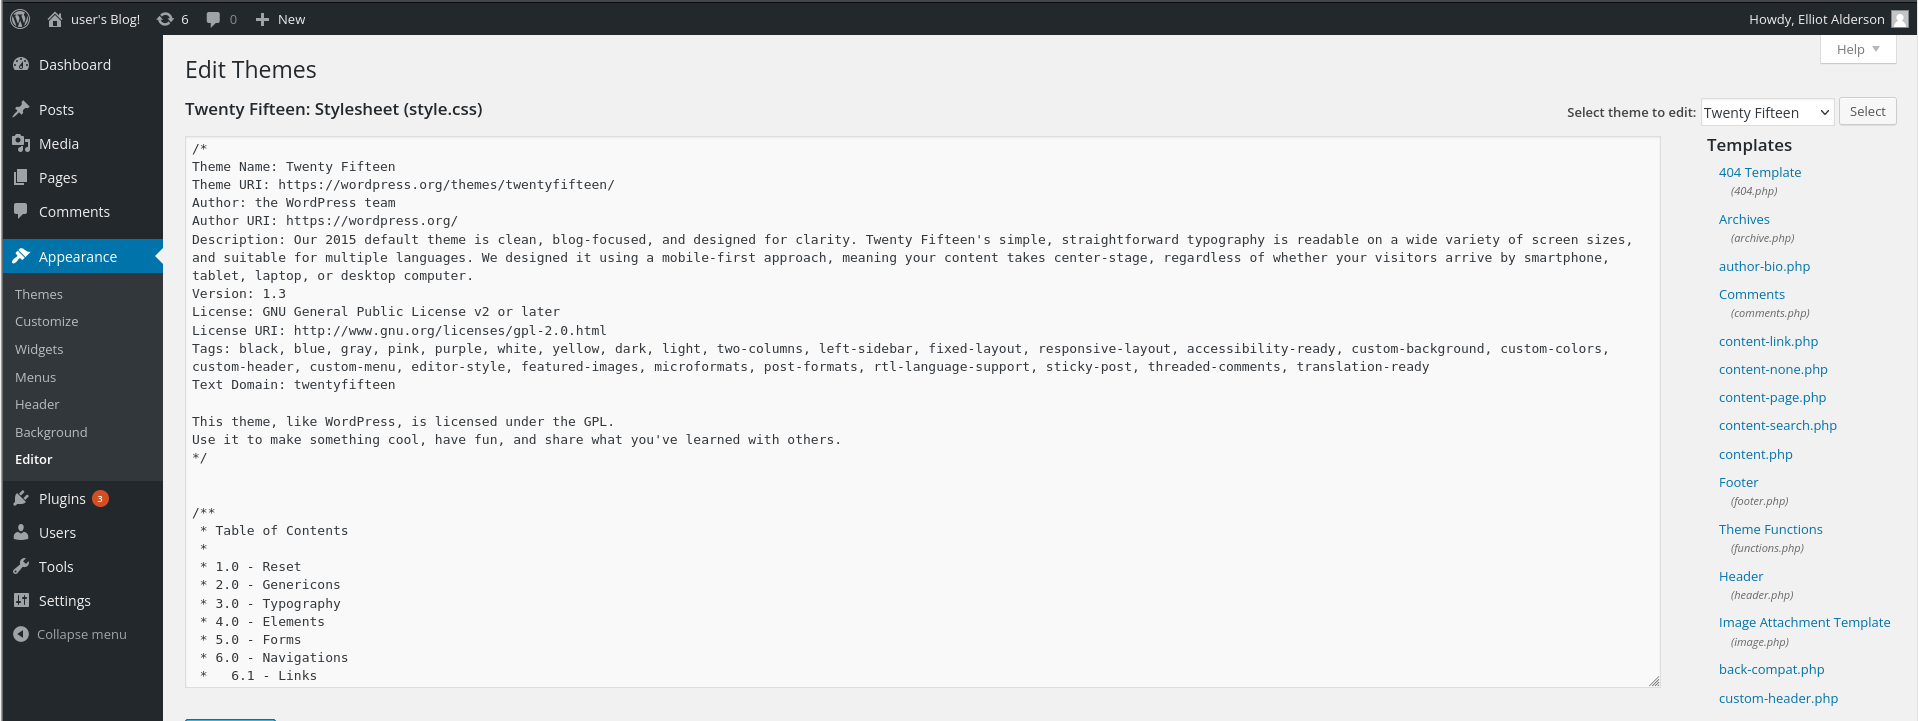 user's Blog! 6 0 New Howdy, Elliot Alderson
Help
Dashboard
Posts
Media
Pages
Comments
Appearance
Themes
Customize
Widgets
Menus
Header
Background
Editor
Plugins 3
Users
Tools
Settings
Collapse menu
Edit Themes
Twenty Fifteen: Stylesheet (style.css)
Select theme to edit: Twenty Fifteen Select
/*
Theme Name: Twenty Fifteen
Theme URI: https://wordpress.org/themes/twentyfifteen/
Author: the WordPress team
Author URI: https://wordpress.org/
Description: Our 2015 default theme is clean, blog-focused, and designed for clarity. Twenty Fifteen's simple, straightforward typography is readable on a wide variety of screen sizes,
and suitable for multiple languages. We designed it using a mobile-first approach, meaning your content takes center-stage, regardless of whether your visitors arrive by smartphone,
tablet, laptop, or desktop computer.
Version: 1.3
License: GNU General Public License v2 or later
License URI: http://www.gnu.org/licenses/gpl-2.0.html
Tags: black, blue, gray, pink, purple, white, yellow, dark, light, two-columns, left-sidebar, fixed-layout, responsive-layout, accessibility-ready, custom-background, custom-colors,
custom-header, custom-menu, editor-style, featured-images, microformats, post-formats, rtl-language-support, sticky-post, threaded-comments, translation-ready
Text Domain: twentyfifteen
This theme, like WordPress, is licensed under the GPL.
Use it to make something cool, have fun, and share what you've learned with others.
*/
/**
* Table of Contents
*
* 1.0 - Reset
* 2.0 - Genericons
* 3.0 - Typography
* 4.0 - Elements
* 5.0 - Forms
* 6.0 - Navigations
* 6.1 - Links
Templates
404 Template
(404.php)
Archives
(archive.php)
author-bio.php
Comments
(comments.php)
content-link.php
content-none.php
content-page.php
content-search.php
content.php
Footer
(footer.php)
Theme Functions
(functions.php)
Header
(header.php)
Image Attachment Template
(image.php)
back-compat.php
custom-header.php